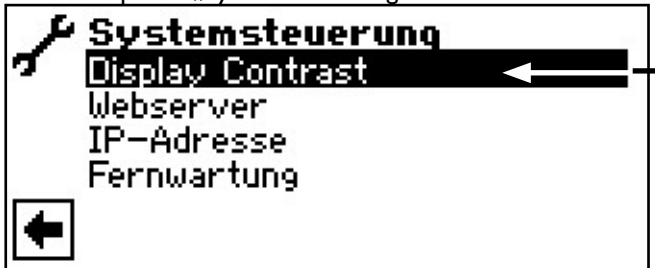 Systemsteuerung
Display Contrast
Webserver
IP-Adresse
Fernwartung